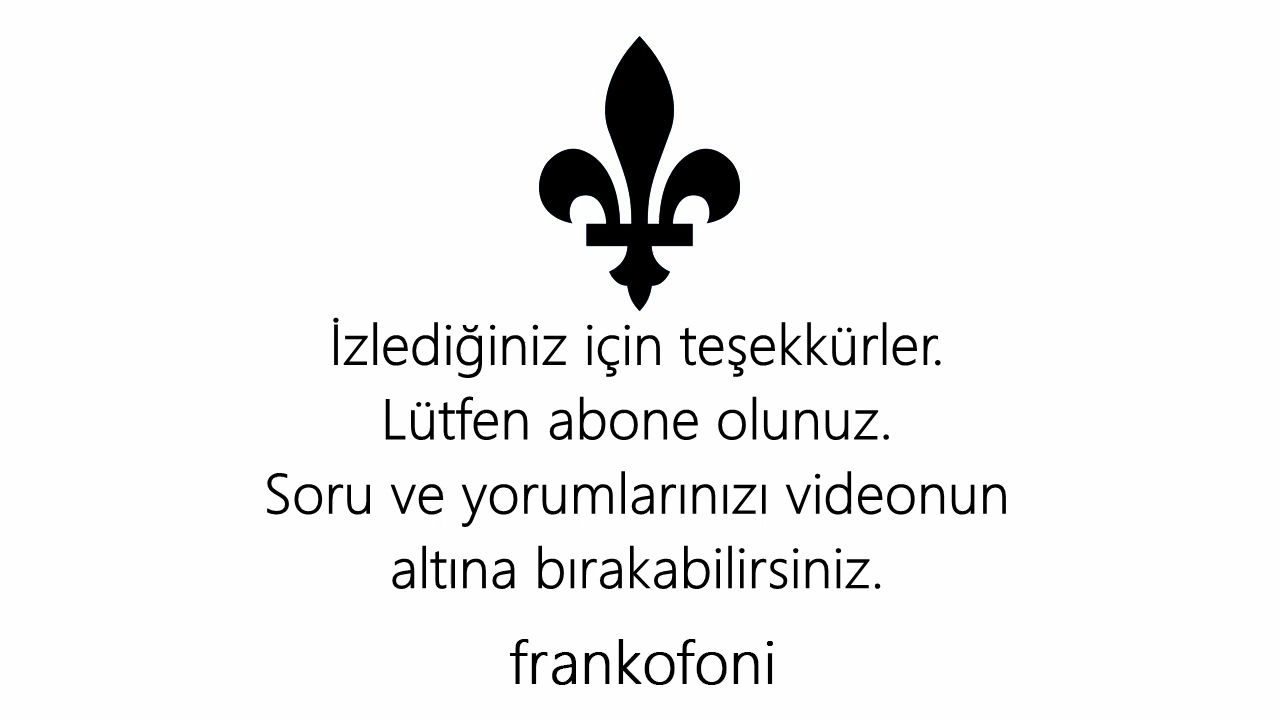 İzlediğiniz için teşekkürler.
Lütfen abone olunuz.
Soru ve yorumlarınızı videonun
altına bırakabilirsiniz.
frankofoni